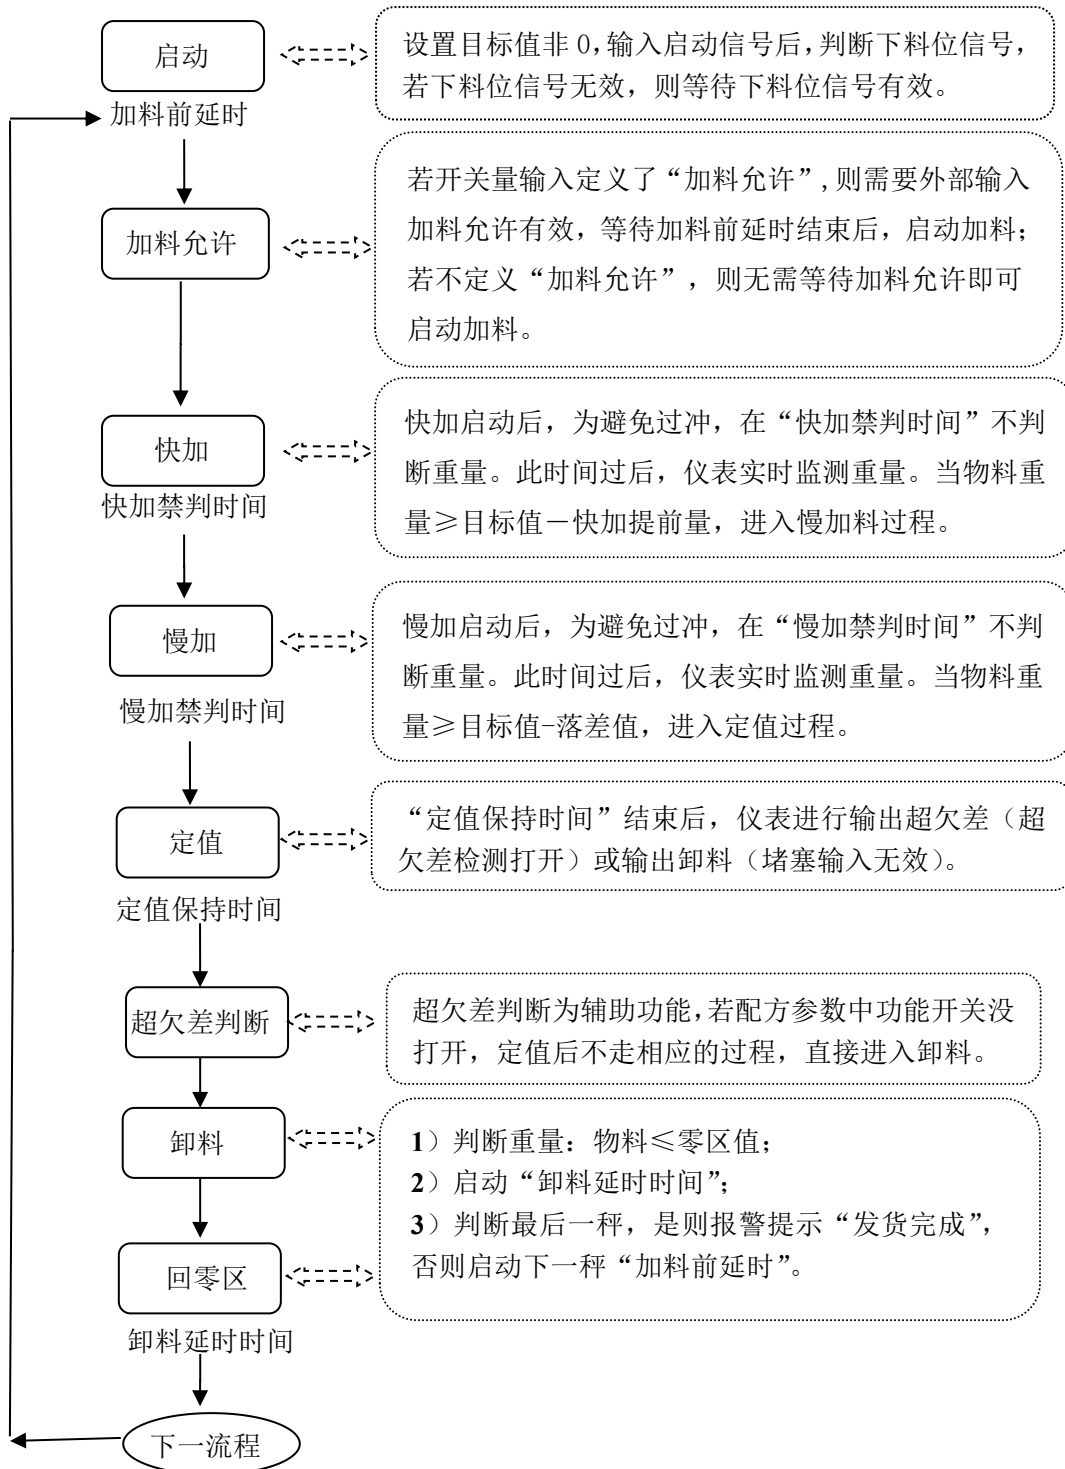 启动
设置目标值非 0，输入启动信号后，判断下料位信号，
若下料位信号无效，则等待下料位信号有效。
加料前延时
加料允许
若开关量输入定义了“加料允许”,则需要外部输入
加料允许有效，等待加料前延时结束后，启动加料；
若不定义“加料允许”，则无需等待加料允许即可
启动加料。
快加
快加启动后，为避免过冲，在“快加禁判时间”不判
断重量。此时间过后，仪表实时监测重量。当物料重
量≥目标值－快加提前量，进入慢加料过程。
快加禁判时间
慢加
慢加启动后，为避免过冲，在“慢加禁判时间”不判
断重量。此时间过后，仪表实时监测重量。当物料重
量≥目标值-落差值，进入定值过程。
慢加禁判时间
定值
“定值保持时间”结束后，仪表进行输出超欠差（超
欠差检测打开）或输出卸料（堵塞输入无效）。
定值保持时间
超欠差判断
超欠差判断为辅助功能，若配方参数中功能开关没
打开，定值后不走相应的过程，直接进入卸料。
卸料
1）判断重量：物料≤零区值；
2）启动“卸料延时时间”；
3）判断最后一秤，是则报警提示“发货完成”，
否则启动下一秤“加料前延时”。
回零区
卸料延时时间
下一流程